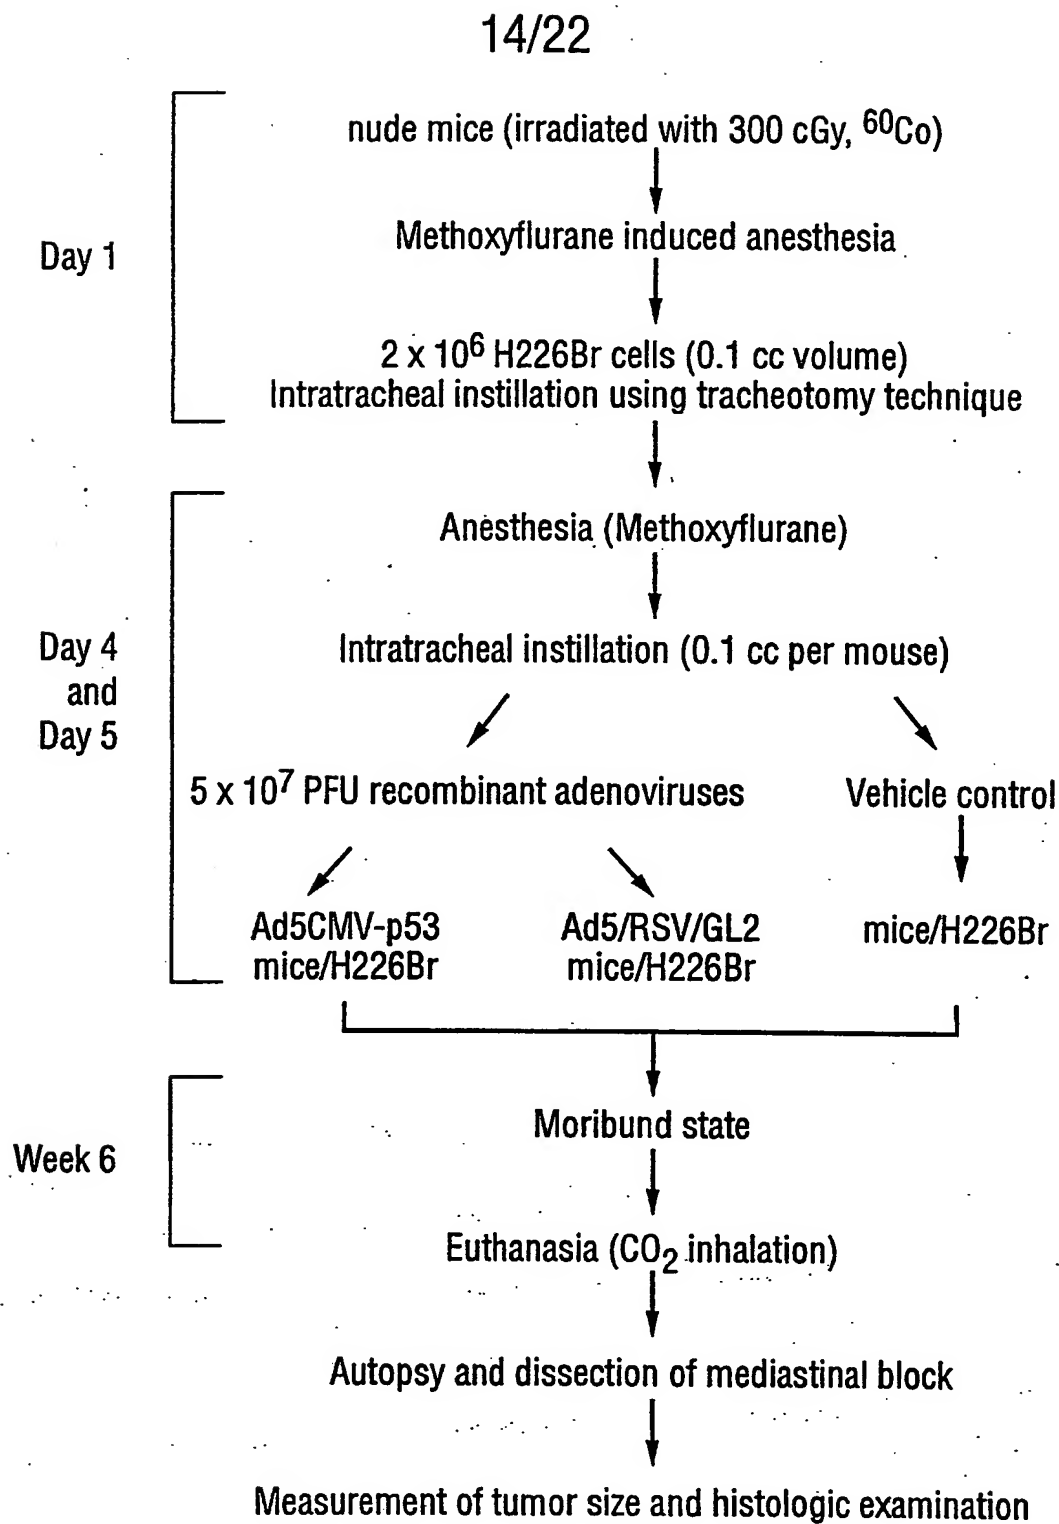 14/22
nude mice (irradiated with 300 cGy, ⁶⁰Co)
Methoxyflurane induced anesthesia
Day 1
2 x 10⁶ H226Br cells (0.1 cc volume)
Intratracheal instillation using tracheotomy technique
Anesthesia (Methoxyflurane)
Day 4
and
Day 5
Intratracheal instillation (0.1 cc per mouse)
5 x 10⁷ PFU recombinant adenoviruses
Vehicle control
Ad5CMV-p53
mice/H226Br
Ad5/RSV/GL2
mice/H226Br
mice/H226Br
Moribund state
Week 6
Euthanasia (CO₂ inhalation)
Autopsy and dissection of mediastinal block
Measurement of tumor size and histologic examination